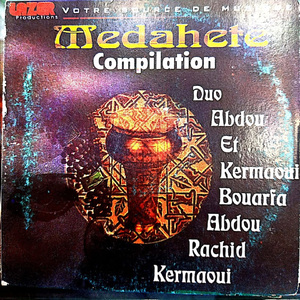 LAZER
Productions
VOTRE SOURCE DE MUSIQUE
Medahete
Compilation
Duo
Abdou
Et
Kermaoui
Bouarfa
Abdou
Rachid
Kermaoui